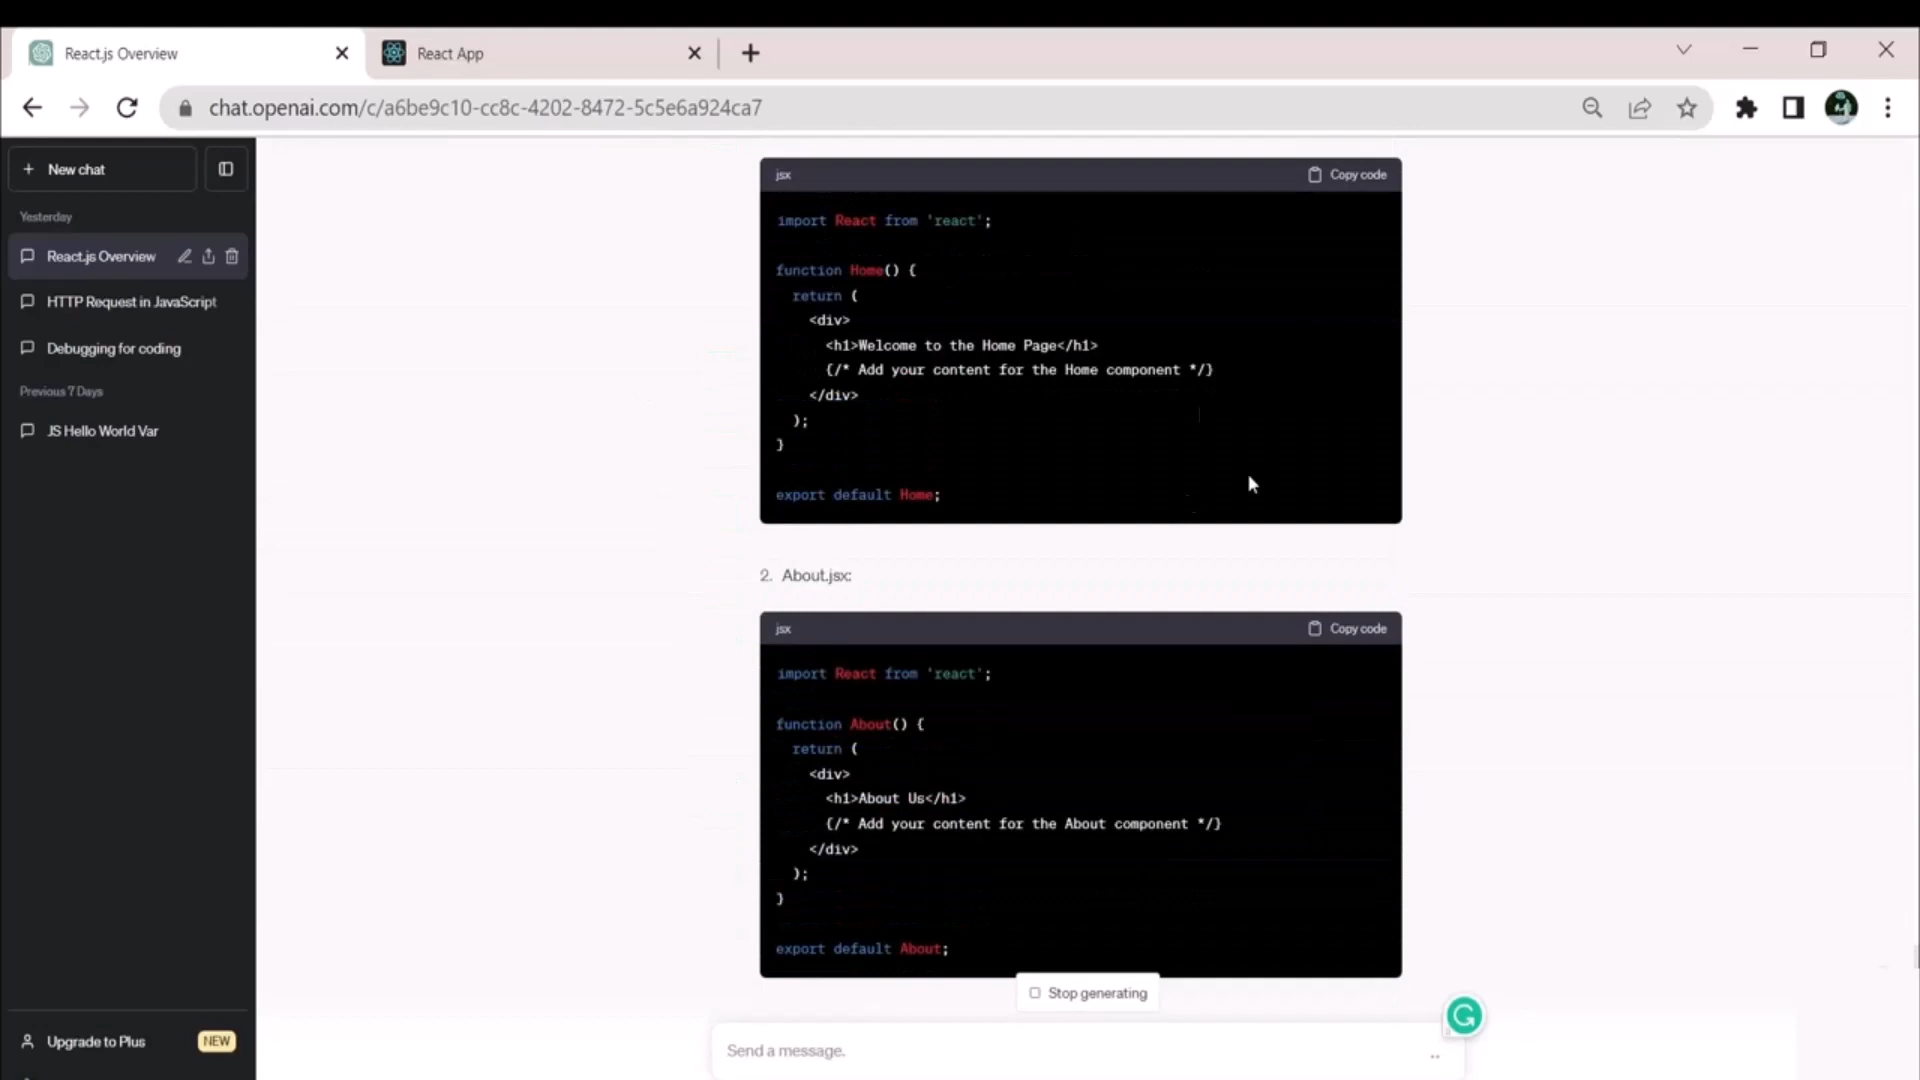 React.js Overview
React App
chat.openai.com/c/a6be9c10-cc8c-4202-8472-5c5e6a924ca7
New chat
Yesterday
React.js Overview
HTTP Request in JavaScript
Debugging for coding
Previous 7 Days
JS Hello World Var
Upgrade to Plus NEW
jsx Copy code
import React from 'react';
function Home() {
return (
<div>
<h1>Welcome to the Home Page</h1>
{/* Add your content for the Home component */}
</div>
);
}
export default Home;
2. About.jsx:
jsx Copy code
import React from 'react';
function About() {
return (
<div>
<h1>About Us</h1>
{/* Add your content for the About component */}
</div>
);
}
export default About;
Stop generating
Send a message.